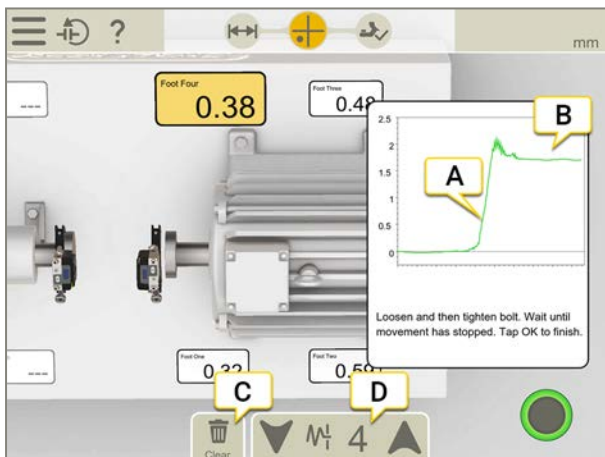 ?
mm
Foot Four
0.38
Foot Three
0.48
---
2.5
2
1.5
1
0.5
0
A
B
Loosen and then tighten bolt. Wait until
movement has stopped. Tap OK to finish.
---
Foot One
0.32
Foot Two
0.59
C
D
Clear
4